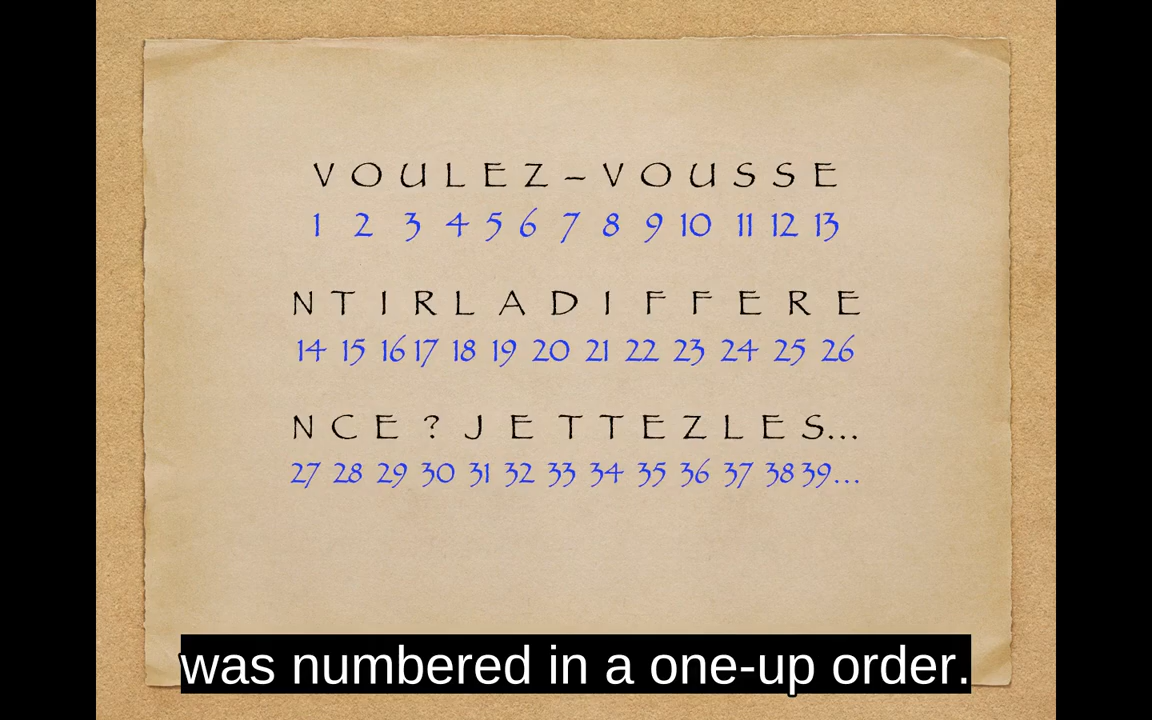 VOULEZ-VOUSSE
1 2 3 4 5 6 7 8 9 10 11 12 13
NTIRLADIFFERE
14 15 16 17 18 19 20 21 22 23 24 25 26
NCE?JETTEZLES...
27 28 29 30 31 32 33 34 35 36 37 38 39...
was numbered in a one-up order.